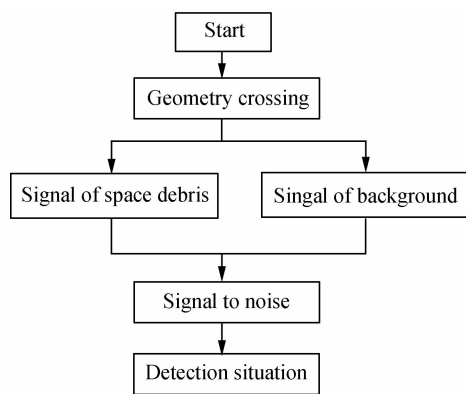 Start
Geometry crossing
Signal of space debris
Singal of background
Signal to noise
Detection situation